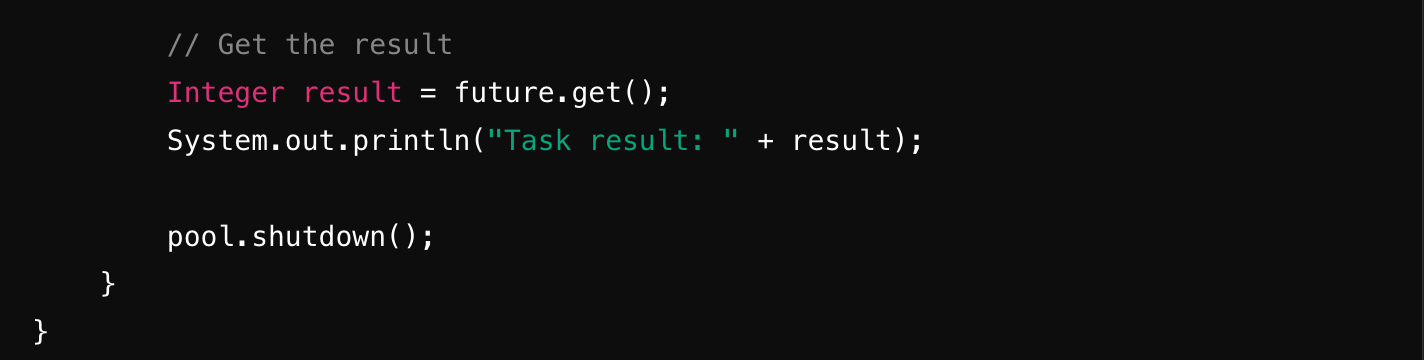 // Get the result
Integer result = future.get();
System.out.println("Task result: " + result);
pool.shutdown();
}
}